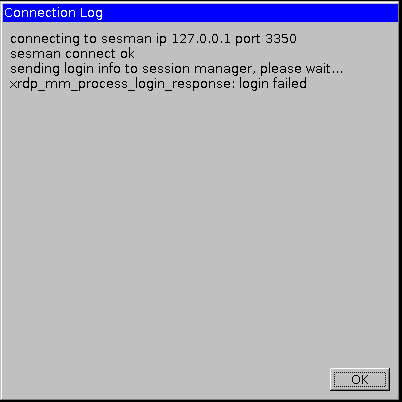 Connection Log
connecting to sesman ip 127.0.0.1 port 3350
sesman connect ok
sending login info to session manager, please wait...
xrdp_mm_process_login_response: login failed
OK